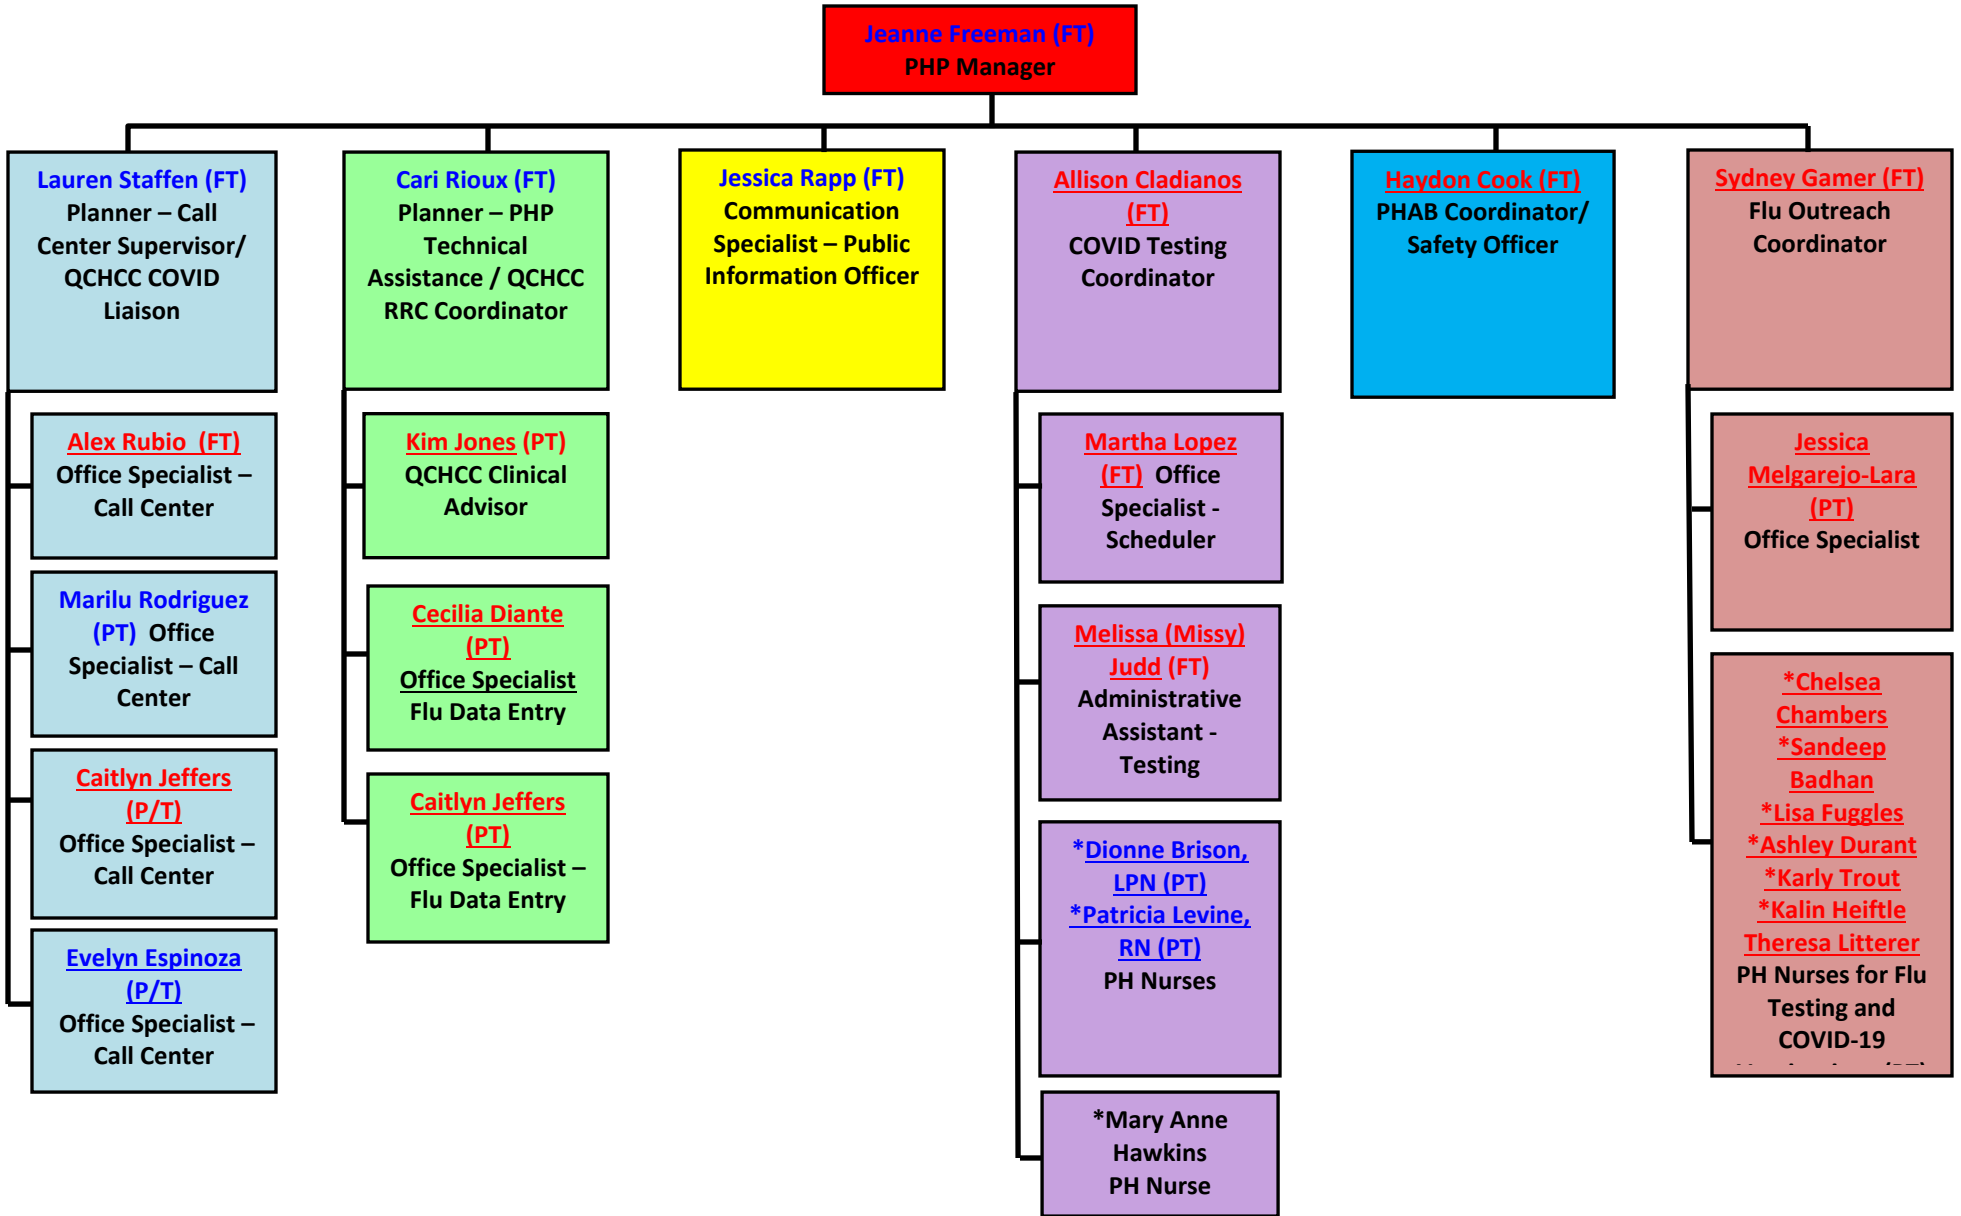 Jeanne Freeman (FT)
PHP Manager
Lauren Staffen (FT)
Planner – Call
Center Supervisor/
QCHCC COVID
Liaison
Cari Rioux (FT)
Planner – PHP
Technical
Assistance / QCHCC
RRC Coordinator
Jessica Rapp (FT)
Communication
Specialist – Public
Information Officer
Allison Cladianos
(FT)
COVID Testing
Coordinator
Haydon Cook (FT)
PHAB Coordinator/
Safety Officer
Sydney Gamer (FT)
Flu Outreach
Coordinator
Alex Rubio (FT)
Office Specialist –
Call Center
Marilu Rodriguez
(PT) Office
Specialist – Call
Center
Caitlyn Jeffers
(P/T)
Office Specialist –
Call Center
Evelyn Espinoza
(P/T)
Office Specialist –
Call Center
Kim Jones (PT)
QCHCC Clinical
Advisor
Cecilia Diante
(PT)
Office Specialist
Flu Data Entry
Caitlyn Jeffers
(PT)
Office Specialist –
Flu Data Entry
Martha Lopez
(FT) Office
Specialist -
Scheduler
Melissa (Missy)
Judd (FT)
Administrative
Assistant -
Testing
*Dionne Brison,
LPN (PT)
*Patricia Levine,
RN (PT)
PH Nurses
*Mary Anne
Hawkins
PH Nurse
Jessica
Melgarejo-Lara
(PT)
Office Specialist
*Chelsea
Chambers
*Sandeep
Badhan
*Lisa Fuggles
*Ashley Durant
*Karly Trout
*Kalin Heiftle
Theresa Litterer
PH Nurses for Flu
Testing and
COVID-19